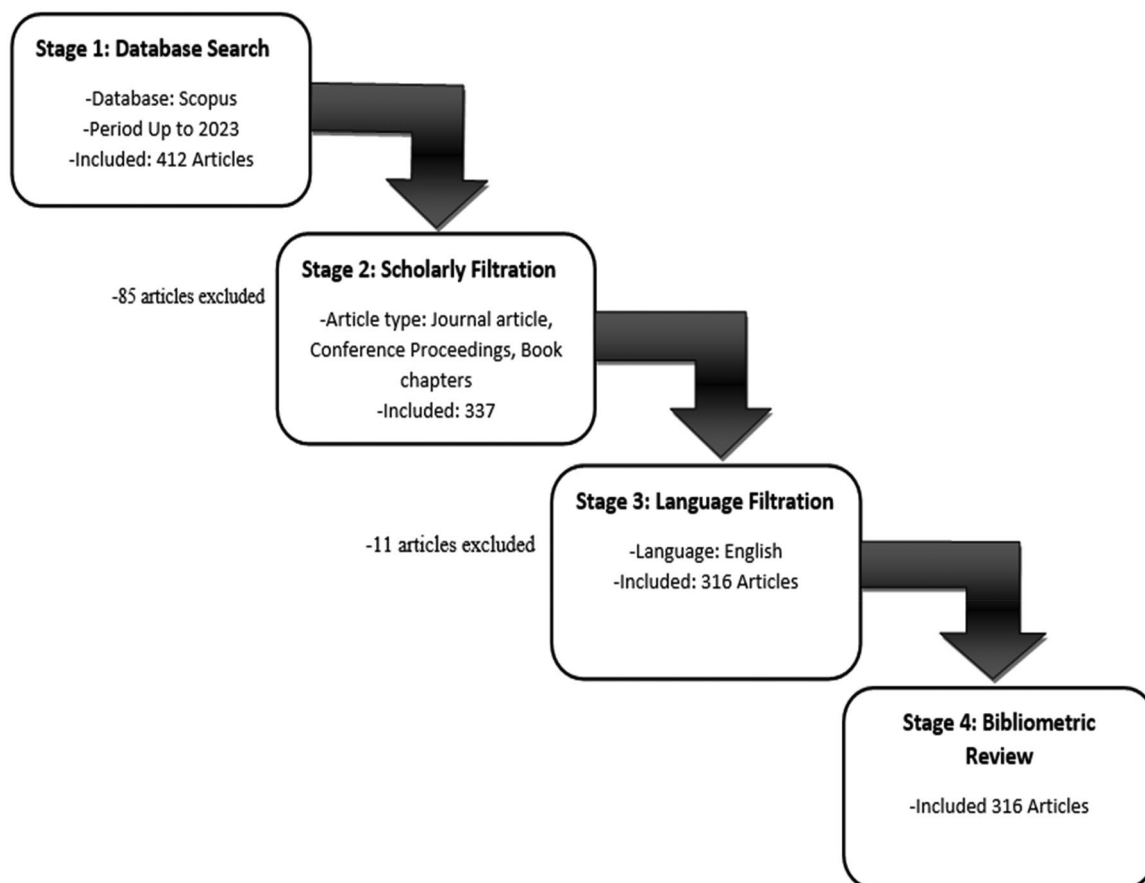 Stage 1: Database Search
-Database: Scopus
-Period Up to 2023
-Included: 412 Articles
-85 articles excluded
Stage 2: Scholarly Filtration
-Article type: Journal article,
Conference Proceedings, Book
chapters
-Included: 337
-11 articles excluded
Stage 3: Language Filtration
-Language: English
-Included: 316 Articles
Stage 4: Bibliometric
Review
-Included 316 Articles